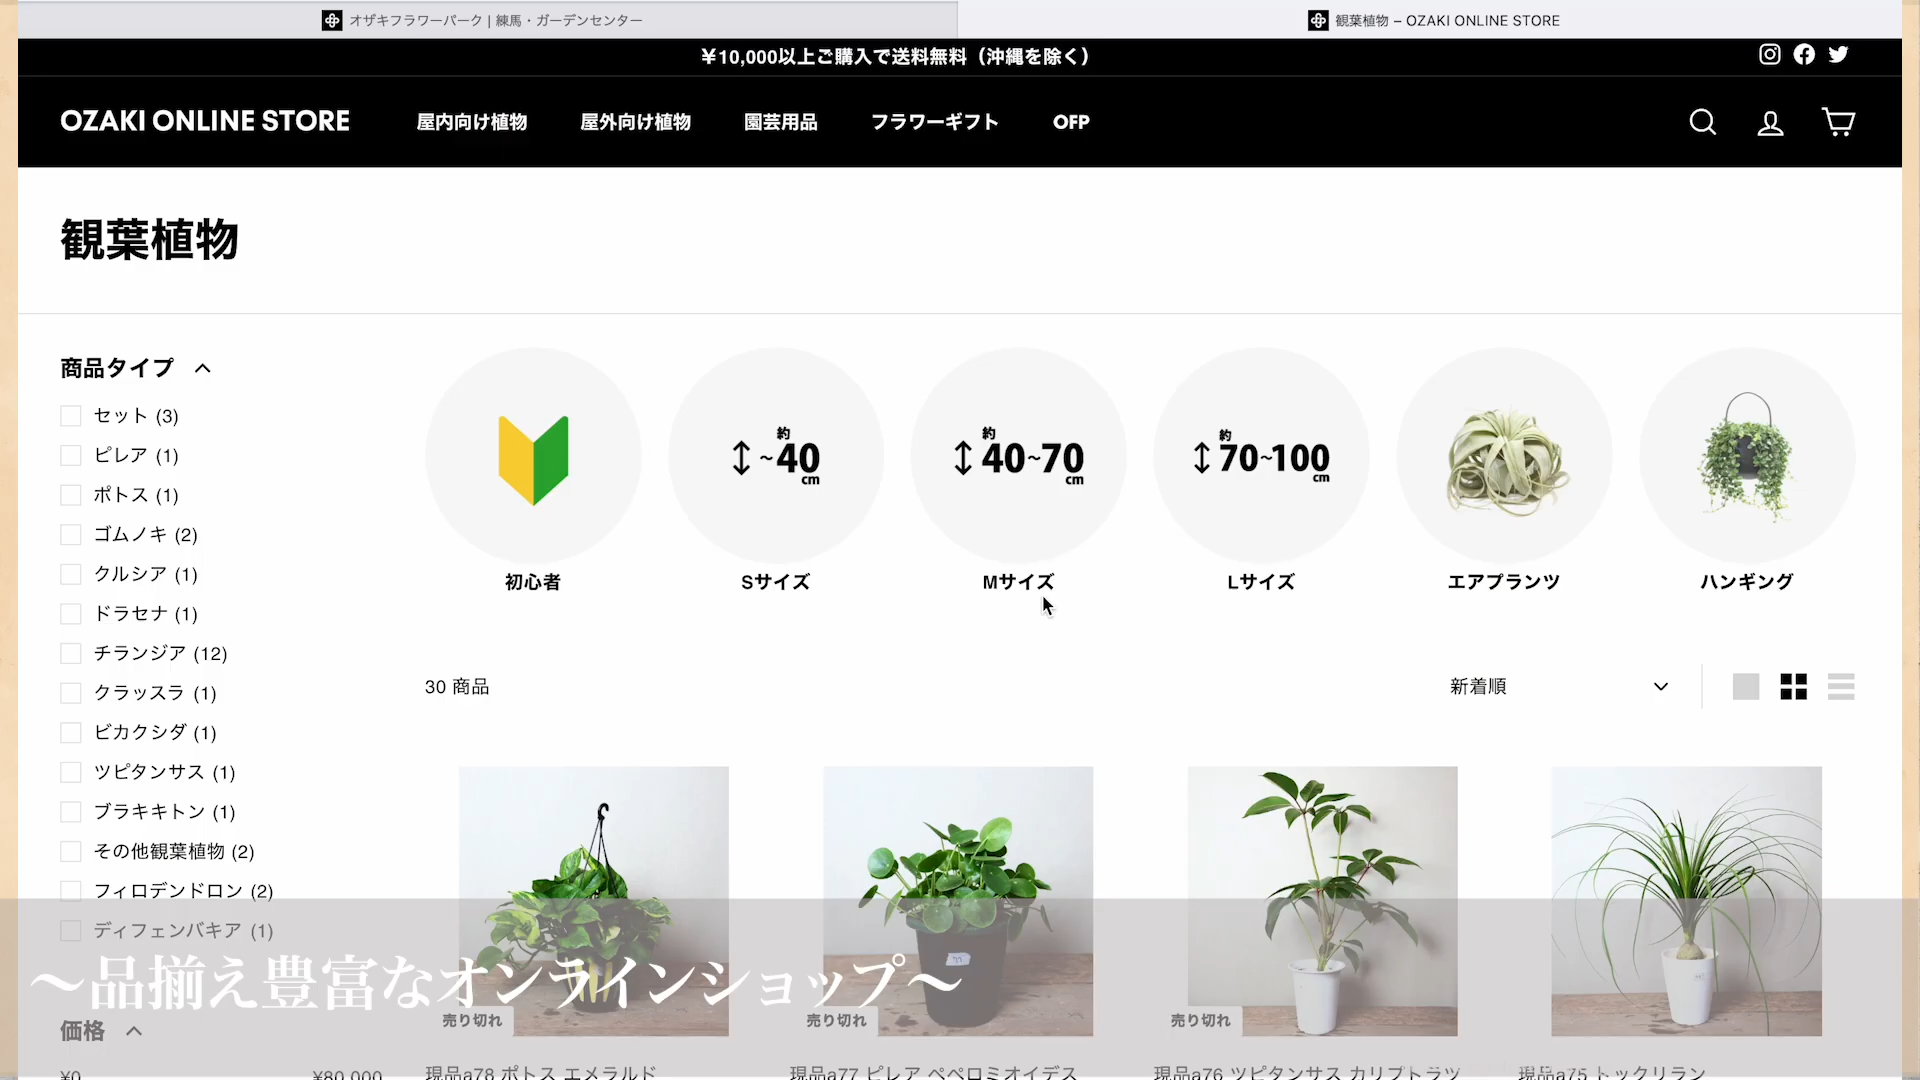 オザキフラワーパーク | 練馬・ガーデンセンター
観葉植物 – OZAKI ONLINE STORE
¥10,000以上ご購入で送料無料（沖縄を除く）
OZAKI ONLINE STORE
屋内向け植物
屋外向け植物
園芸用品
フラワーギフト
OFP
観葉植物
商品タイプ
セット (3)
ピレア (1)
ポトス (1)
ゴムノキ (2)
クルシア (1)
ドラセナ (1)
チランジア (12)
クラッスラ (1)
ビカクシダ (1)
ツピタンサス (1)
ブラキキトン (1)
その他観葉植物 (2)
フィロデンドロン (2)
ディフェンバキア (1)
価格
¥0
¥80,000
初心者
約
~40
cm
Sサイズ
約
40~70
cm
Mサイズ
約
70~100
cm
Lサイズ
エアプランツ
ハンギング
30 商品
新着順
売り切れ
売り切れ
売り切れ
現品a78 ポトス エメラルド
現品a77 ピレア ペペロミオイデス
現品a76 ツピタンサス カリプトラツ
現品a75 トックリラン
～品揃え豊富なオンラインショップ～